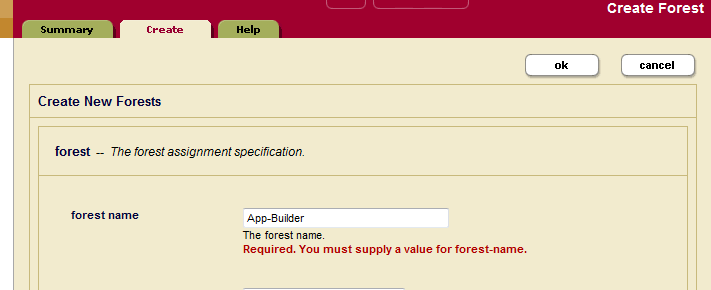 Create Forest
Summary
Create
Help
ok
cancel
Create New Forests
forest -- The forest assignment specification.
forest name
App-Builder
The forest name.
Required. You must supply a value for forest-name.